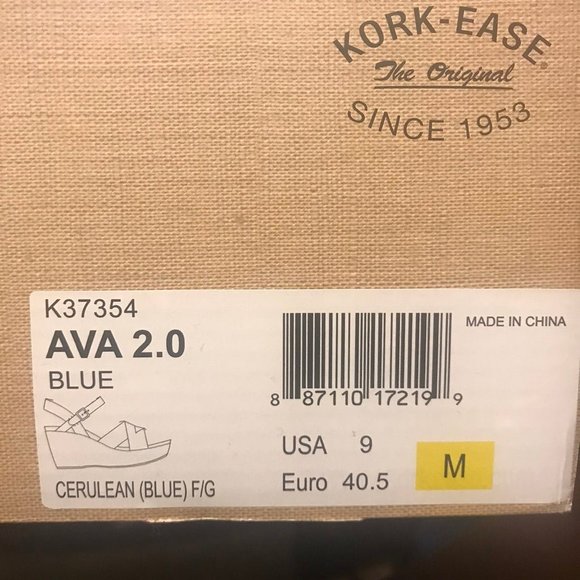 KORK-EASE®
The Original
SINCE 1953
K37354
AVA 2.0
BLUE
MADE IN CHINA
8 87110 17219 9
USA 9
Euro 40.5
M
CERULEAN (BLUE) F/G